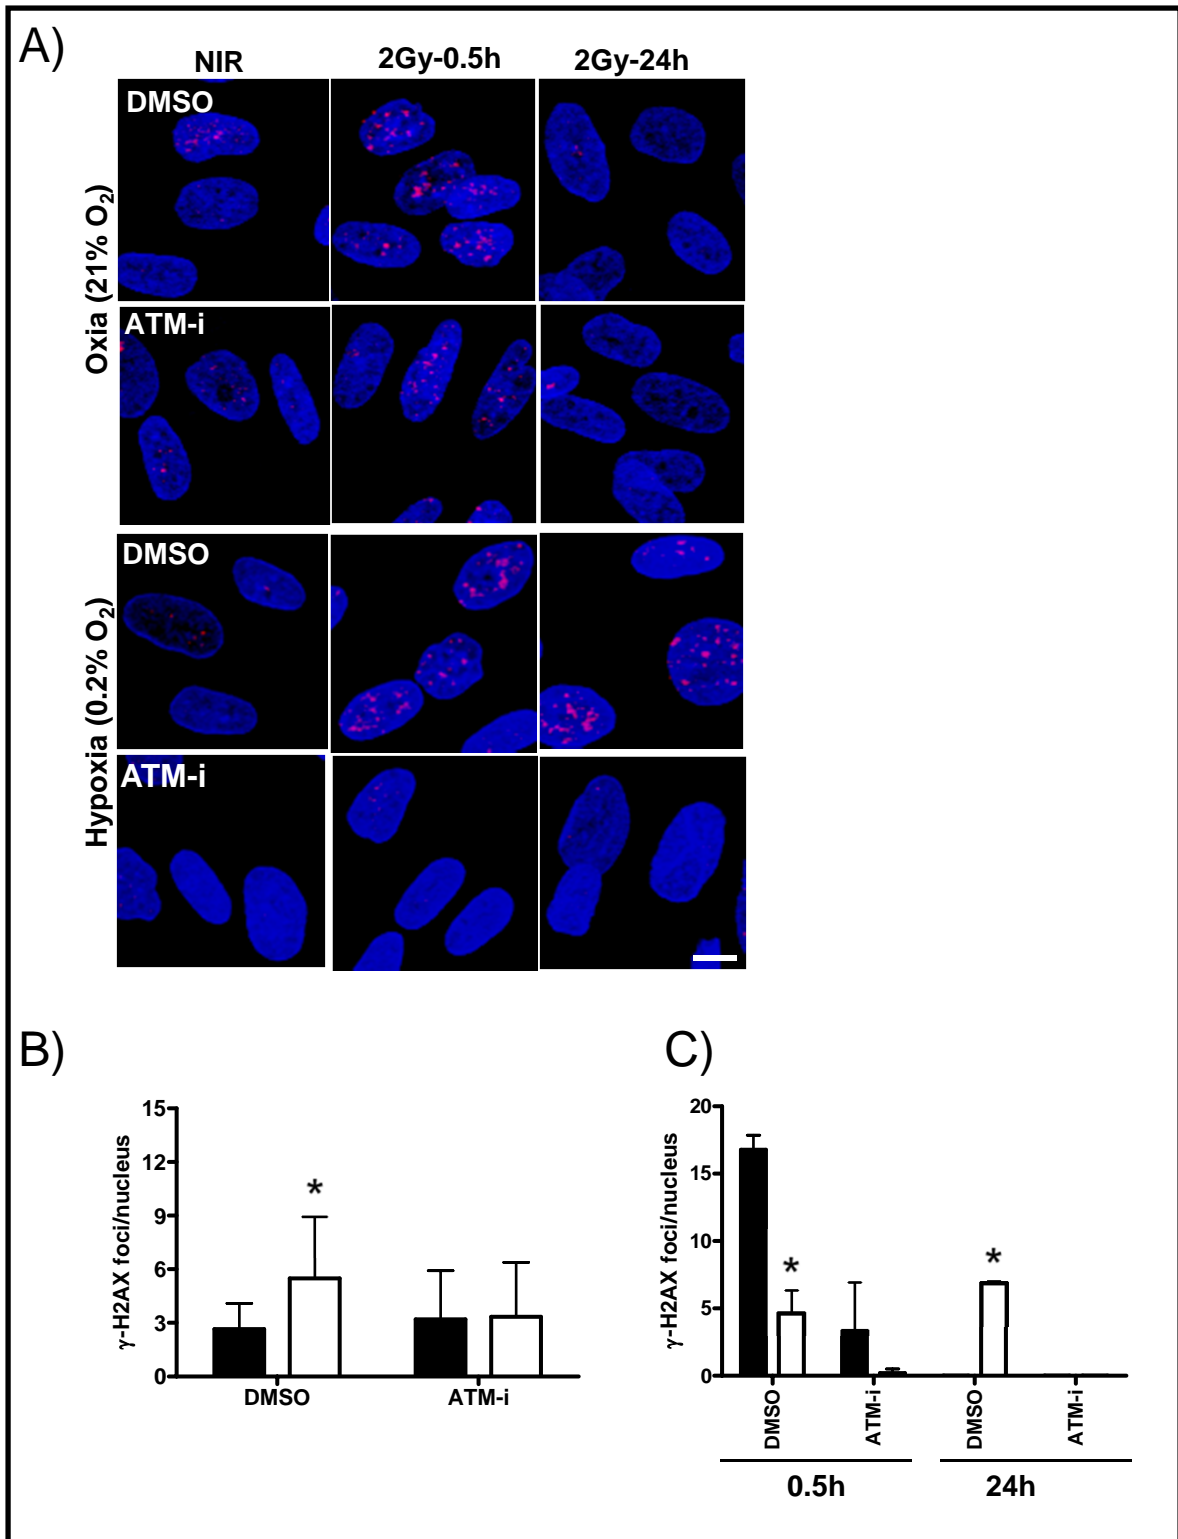 A)
NIR
2Gy-0.5h
2Gy-24h
Oxia (21% O₂)
DMSO
ATM-i
Hypoxia (0.2% O₂)
DMSO
ATM-i
B)
γ-H2AX foci/nucleus
15
12
9
6
3
0
*
DMSO
ATM-i
C)
γ-H2AX foci/nucleus
20
15
10
5
0
*
*
DMSO
ATM-i
DMSO
ATM-i
0.5h
24h